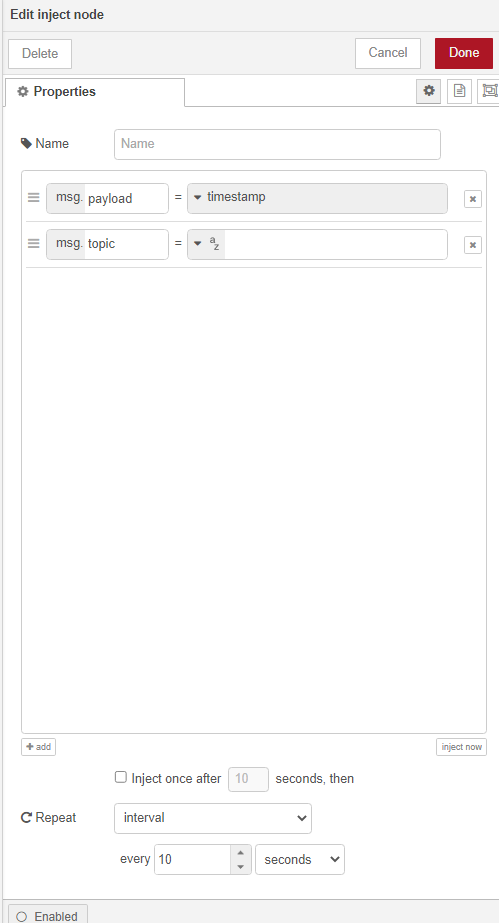 Edit inject node
Delete Cancel Done
Properties
Name Name
msg. payload = timestamp
msg. topic = a z
+ add inject now
Inject once after 10 seconds, then
Repeat interval
every 10 seconds
Enabled